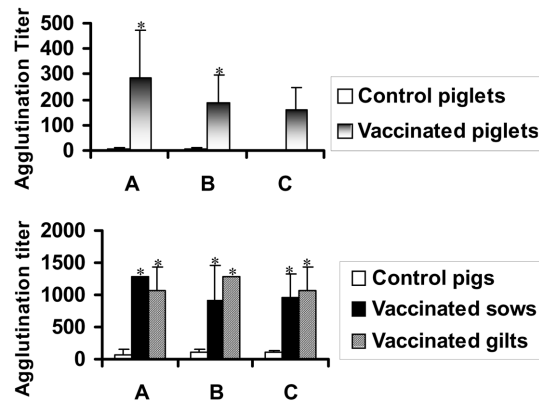 Agglutination Titer
500
400
300
200
100
0
*
*
A B C
Control piglets
Vaccinated piglets
Agglutination titer
2000
1500
1000
500
0
* *
* *
* *
A B C
Control pigs
Vaccinated sows
Vaccinated gilts